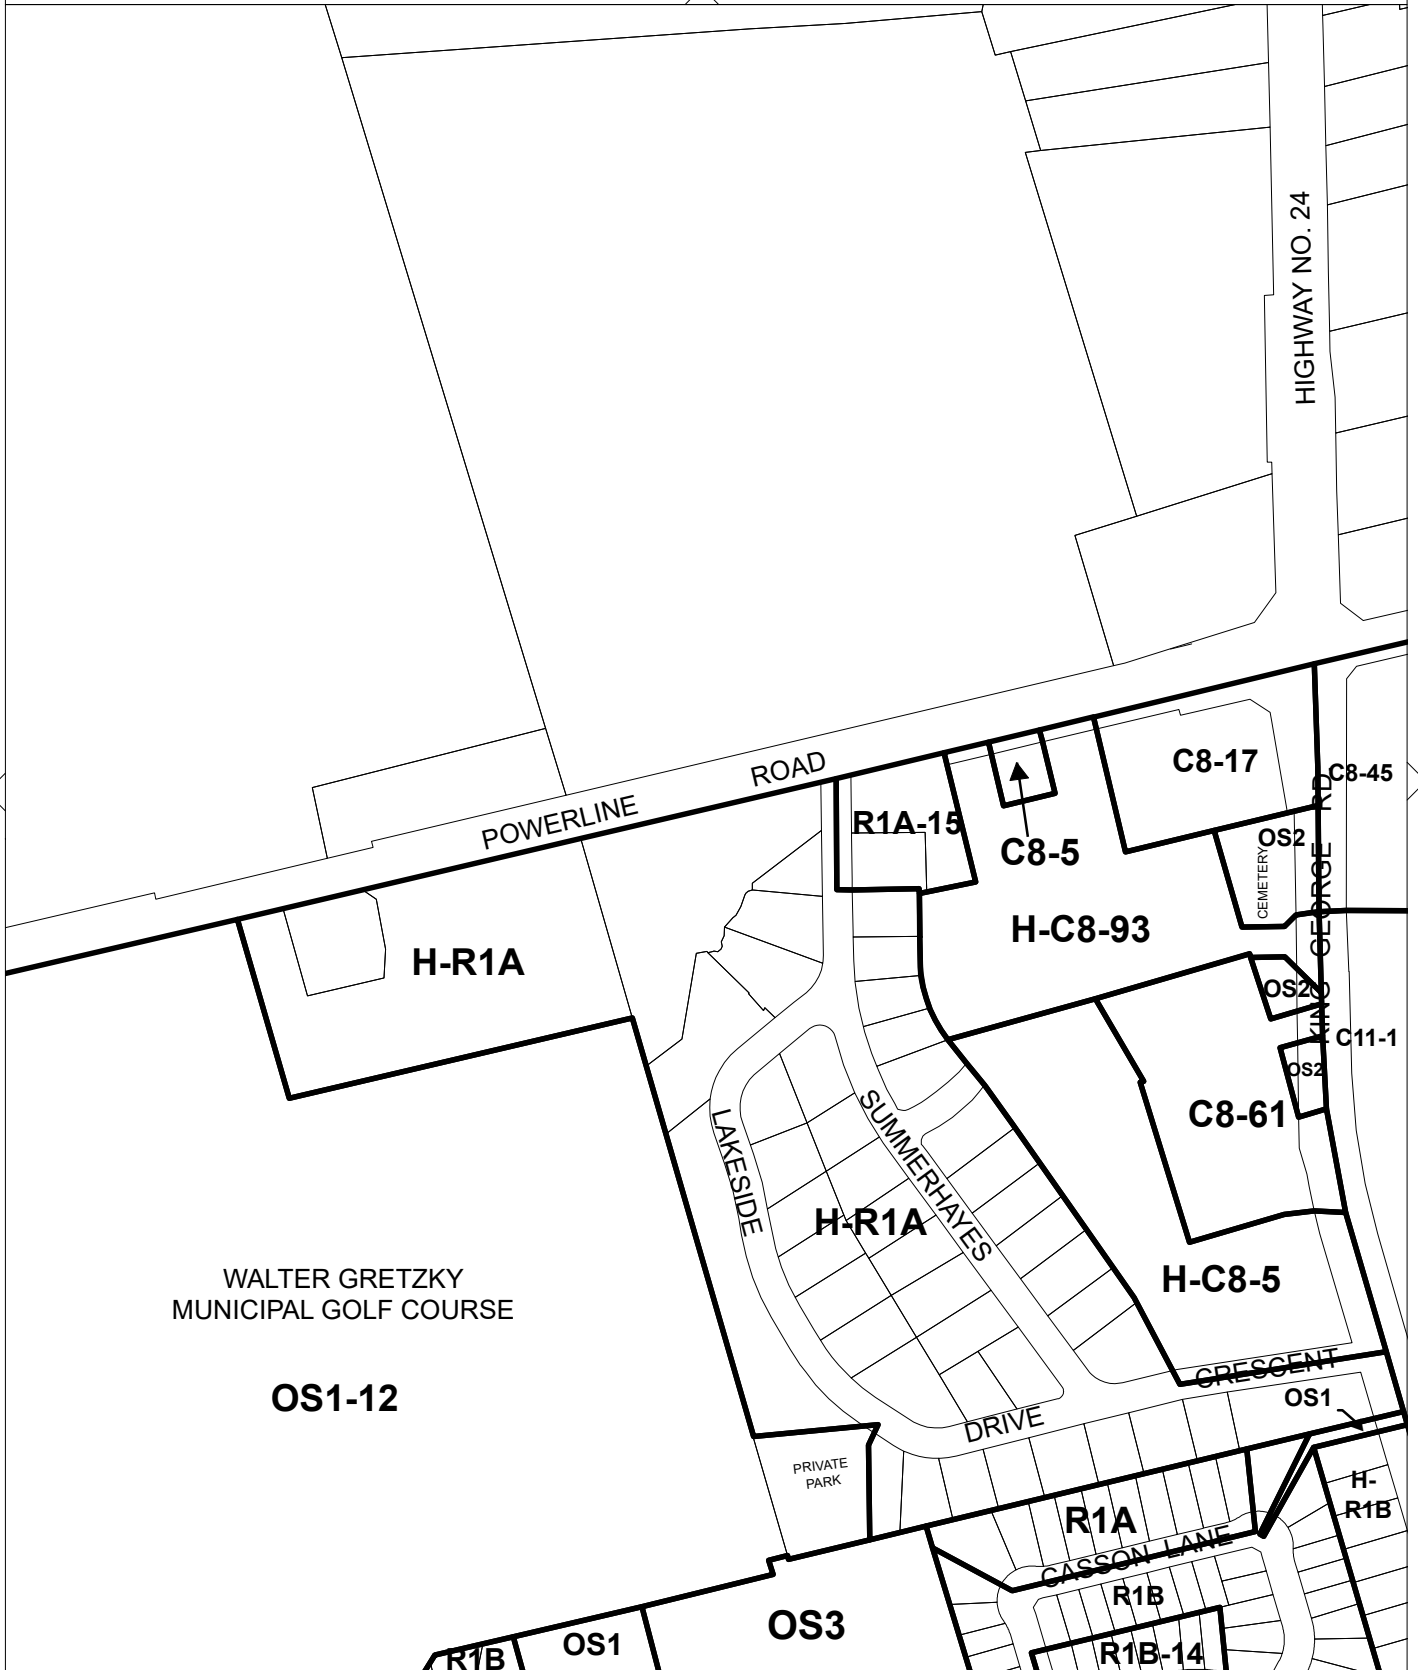 HIGHWAY NO. 24
POWERLINE ROAD
C8-17
C8-45
R1A-15
C8-5
OS2
CEMETERY
KING GEORGE RD
H-C8-93
H-R1A
OS2
C11-1
OS2
C8-61
LAKESIDE
SUMMERHAYES
H-R1A
H-C8-5
WALTER GRETZKY
MUNICIPAL GOLF COURSE
OS1-12
CRESCENT
OS1
DRIVE
PRIVATE
PARK
H-
R1B
R1A
CASSON LANE
R1B
OS3
OS1
R1B
R1B-14